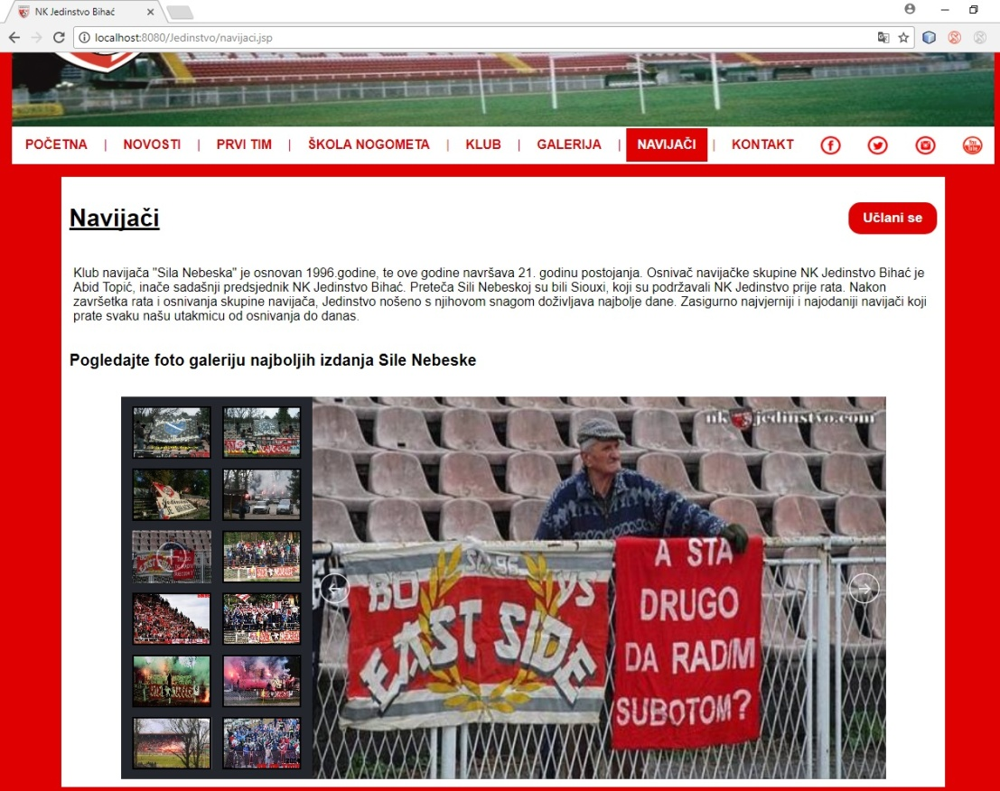 NK Jedinstvo Bihać
localhost:8080/Jedinstvo/navijaci.jsp
POČETNA | NOVOSTI | PRVI TIM | ŠKOLA NOGOMETA | KLUB | GALERIJA | NAVIJAČI | KONTAKT
Navijači
Učlani se
Klub navijača "Sila Nebeska" je osnovan 1996.godine, te ove godine navršava 21. godinu postojanja. Osnivač navijačke skupine NK Jedinstvo Bihać je
Abid Topić, inače sadašnji predsjednik NK Jedinstvo Bihać. Preteča Sili Nebeskoj su bili Siouxi, koji su podržavali NK Jedinstvo prije rata. Nakon
završetka rata i osnivanja skupine navijača, Jedinstvo nošeno s njihovom snagom doživljava najbolje dane. Zasigurno najvjerniji i najodaniji navijači koji
prate svaku našu utakmicu od osnivanja do danas.
Pogledajte foto galeriju najboljih izdanja Sile Nebeske
nk jedinstvo.com
BOYS
EAST SIDE
A STA
DRUGO
DA RADIM
SUBOTOM?